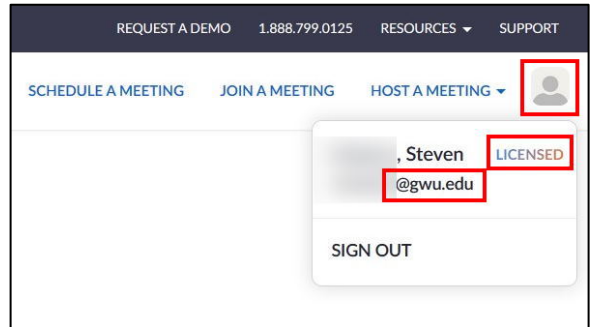 REQUEST A DEMO 1.888.799.0125 RESOURCES SUPPORT
SCHEDULE A MEETING JOIN A MEETING HOST A MEETING
, Steven LICENSED
@gwu.edu
SIGN OUT